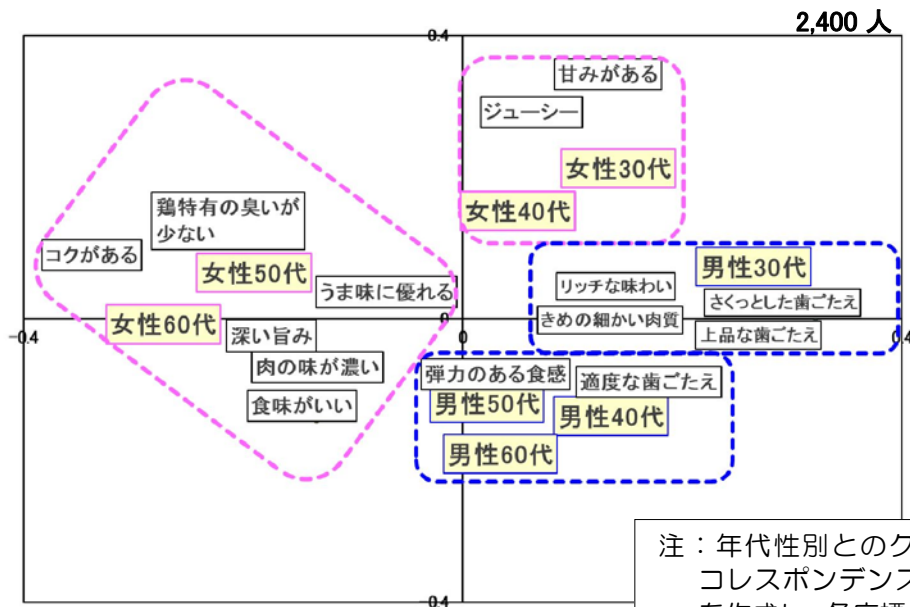 2,400 人
0.4
甘みがある
ジューシー
女性30代
女性40代
鶏特有の臭いが
少ない
コクがある
女性50代
うま味に優れる
男性30代
リッチな味わい
さくっとした歯ごたえ
きめの細かい肉質
上品な歯ごたえ
女性60代
深い旨み
-0.4
0
0
0.4
肉の味が濃い
食味がいい
弾力のある食感
適度な歯ごたえ
男性50代
男性40代
男性60代
注：年代性別とのク
コレスポンデンス